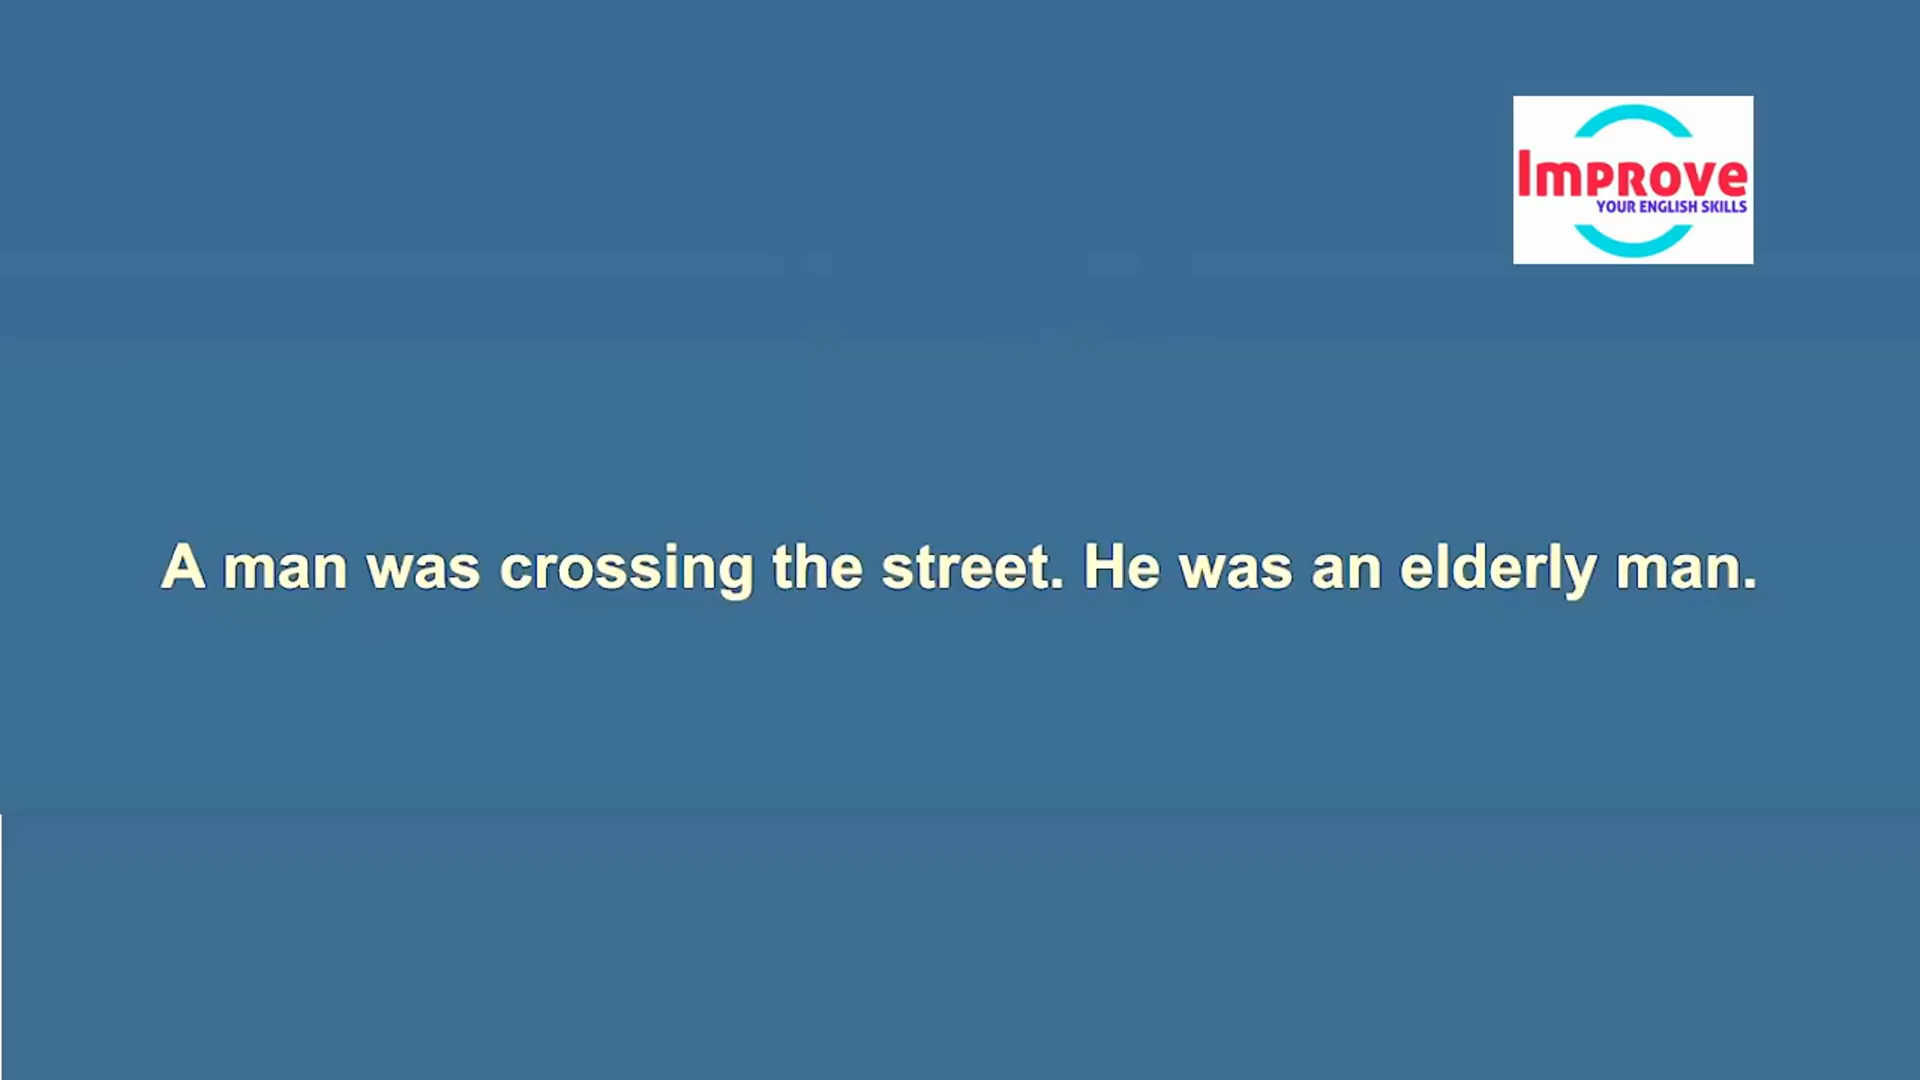 Improve
YOUR ENGLISH SKILLS
A man was crossing the street. He was an elderly man.